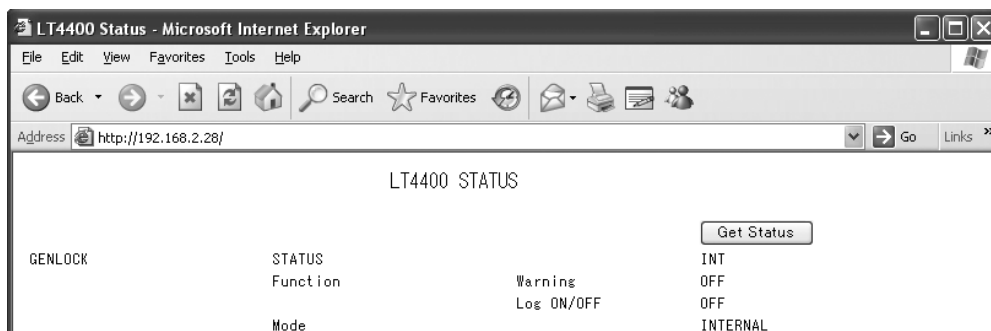 LT4400 Status - Microsoft Internet Explorer
File Edit View Favorites Tools Help
Back Search Favorites
Address http://192.168.2.28/ Go Links »
LT4400 STATUS
Get Status
GENLOCK STATUS INT
Function Warning OFF
Log ON/OFF OFF
Mode INTERNAL